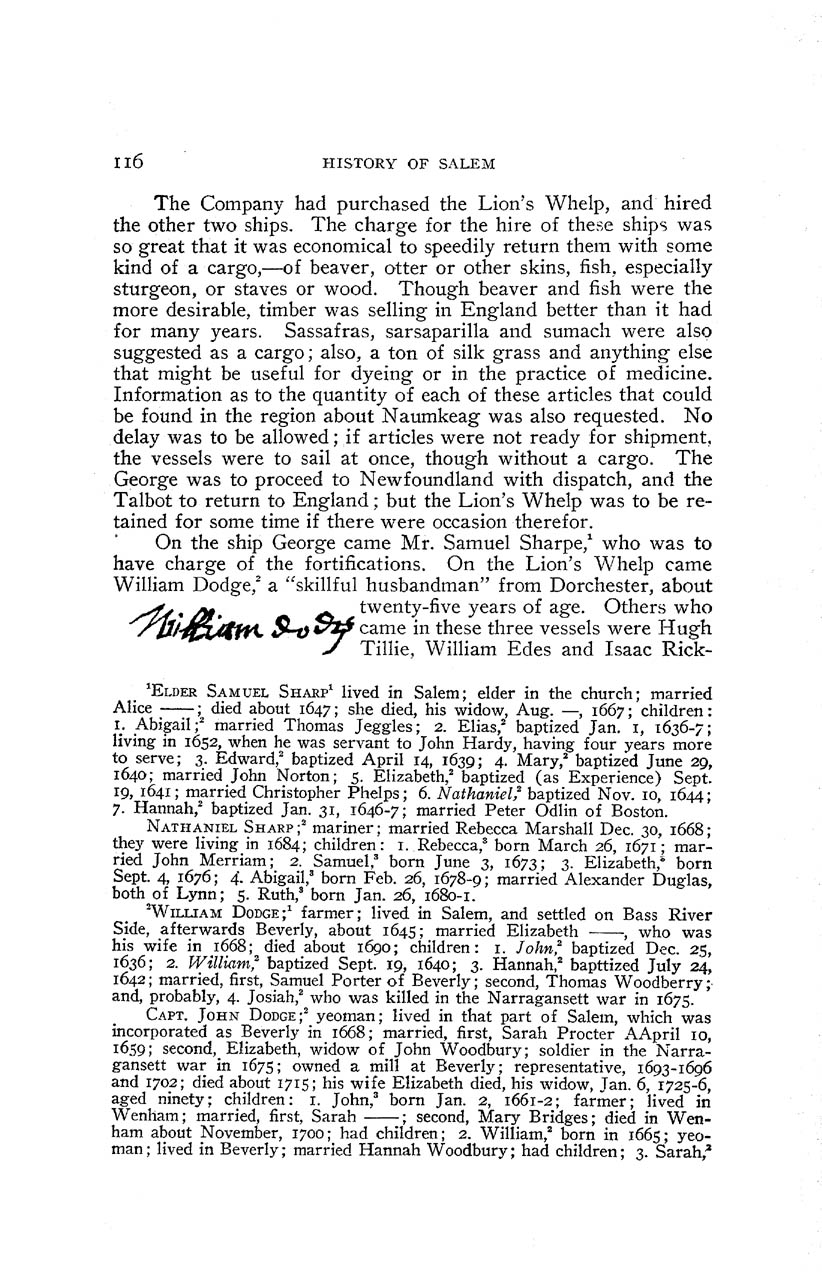 116 HISTORY OF SALEM
The Company had purchased the Lion's Whelp, and hired
the other two ships. The charge for the hire of these ships was
so great that it was economical to speedily return them with some
kind of a cargo,—of beaver, otter or other skins, fish, especially
sturgeon, or staves or wood. Though beaver and fish were the
more desirable, timber was selling in England better than it had
for many years. Sassafras, sarsaparilla and sumach were also
suggested as a cargo; also, a ton of silk grass and anything else
that might be useful for dyeing or in the practice of medicine.
Information as to the quantity of each of these articles that could
be found in the region about Naumkeag was also requested. No
delay was to be allowed; if articles were not ready for shipment,
the vessels were to sail at once, though without a cargo. The
George was to proceed to Newfoundland with dispatch, and the
Talbot to return to England; but the Lion's Whelp was to be re-
tained for some time if there were occasion therefor.
On the ship George came Mr. Samuel Sharpe,¹ who was to
have charge of the fortifications. On the Lion's Whelp came
William Dodge,² a “skillful husbandman” from Dorchester, about
twenty-five years of age. Others who
William Dodg came in these three vessels were Hugh
Tillie, William Edes and Isaac Rick-
¹ELDER SAMUEL SHARP¹ lived in Salem; elder in the church; married
Alice ——; died about 1647; she died, his widow, Aug. —, 1667; children:
1. Abigail;² married Thomas Jeggles; 2. Elias,² baptized Jan. 1, 1636-7;
living in 1652, when he was servant to John Hardy, having four years more
to serve; 3. Edward,² baptized April 14, 1639; 4. Mary,² baptized June 29,
1640; married John Norton; 5. Elizabeth,² baptized (as Experience) Sept.
19, 1641; married Christopher Phelps; 6. Nathaniel,² baptized Nov. 10, 1644;
7. Hannah,² baptized Jan. 31, 1646-7; married Peter Odlin of Boston.
NATHANIEL SHARP;² mariner; married Rebecca Marshall Dec. 30, 1668;
they were living in 1684; children: 1. Rebecca,³ born March 26, 1671; mar-
ried John Merriam; 2. Samuel,³ born June 3, 1673; 3. Elizabeth,³ born
Sept. 4, 1676; 4. Abigail,³ born Feb. 26, 1678-9; married Alexander Duglas,
both of Lynn; 5. Ruth,³ born Jan. 26, 1680-1.
²WILLIAM DODGE;¹ farmer; lived in Salem, and settled on Bass River
Side, afterwards Beverly, about 1645; married Elizabeth ——, who was
his wife in 1668; died about 1690; children: 1. John,² baptized Dec. 25,
1636; 2. William,² baptized Sept. 19, 1640; 3. Hannah,² bapttized July 24,
1642; married, first, Samuel Porter of Beverly; second, Thomas Woodberry;
and, probably, 4. Josiah,² who was killed in the Narragansett war in 1675.
CAPT. JOHN DODGE;² yeoman; lived in that part of Salem, which was
incorporated as Beverly in 1668; married, first, Sarah Procter AApril 10,
1659; second, Elizabeth, widow of John Woodbury; soldier in the Narra-
gansett war in 1675; owned a mill at Beverly; representative, 1693-1696
and 1702; died about 1715; his wife Elizabeth died, his widow, Jan. 6, 1725-6,
aged ninety; children: 1. John,³ born Jan. 2, 1661-2; farmer; lived in
Wenham; married, first, Sarah ——; second, Mary Bridges; died in Wen-
ham about November, 1700; had children; 2. William,² born in 1665; yeo-
man; lived in Beverly; married Hannah Woodbury; had children; 3. Sarah,²